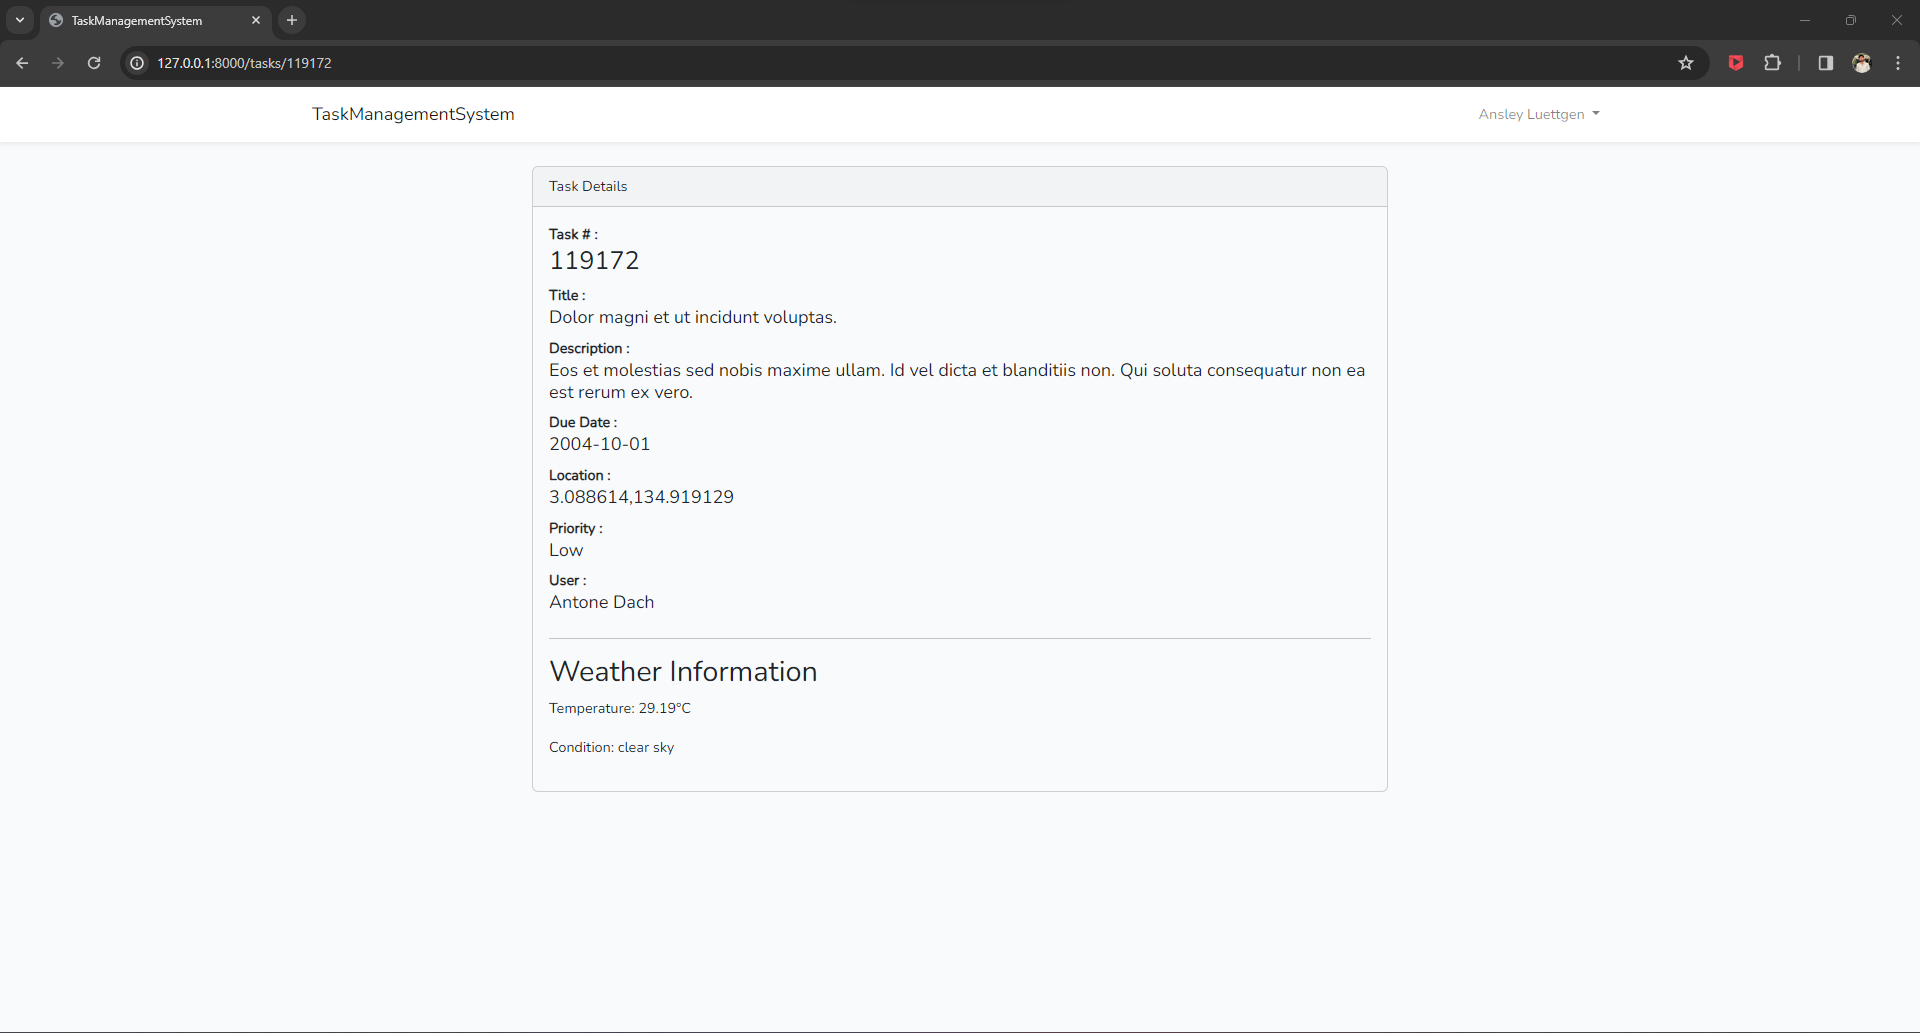 TaskManagementSystem
127.0.0.1:8000/tasks/119172
TaskManagementSystem
Ansley Luettgen
Task Details
Task # :
119172
Title :
Dolor magni et ut incidunt voluptas.
Description :
Eos et molestias sed nobis maxime ullam. Id vel dicta et blanditiis non. Qui soluta consequatur non ea
est rerum ex vero.
Due Date :
2004-10-01
Location :
3.088614,134.919129
Priority :
Low
User :
Antone Dach
Weather Information
Temperature: 29.19°C
Condition: clear sky